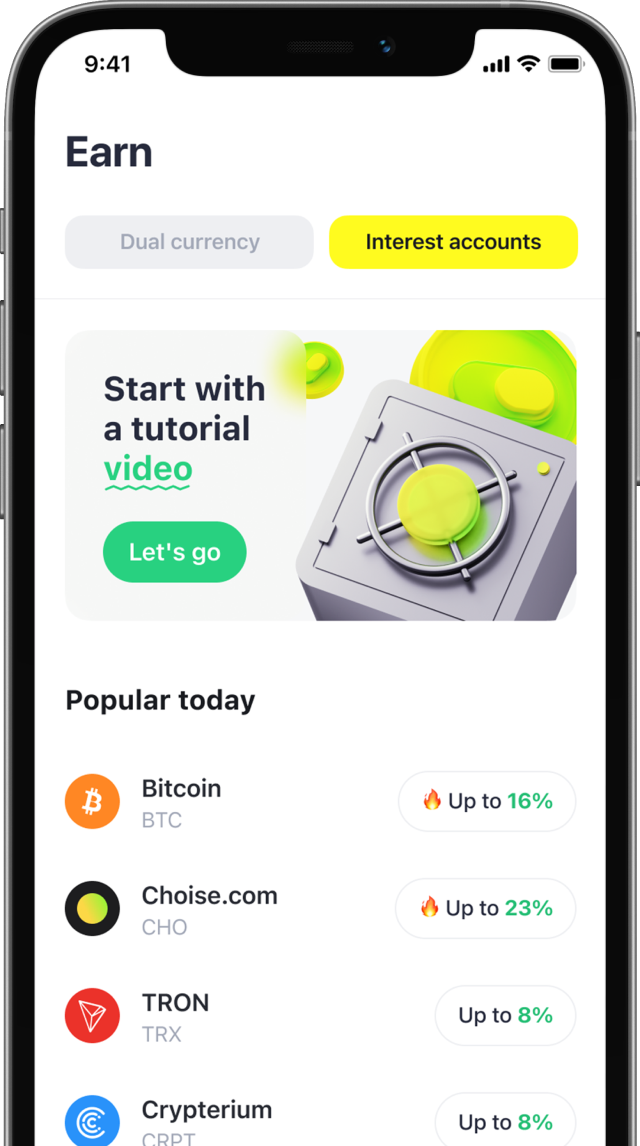 9:41
Earn
Dual currency
Interest accounts
Start with
a tutorial
video
Let's go
Popular today
Bitcoin
BTC
Up to 16%
Choise.com
CHO
Up to 23%
TRON
TRX
Up to 8%
Crypterium
CRPT
Up to 8%